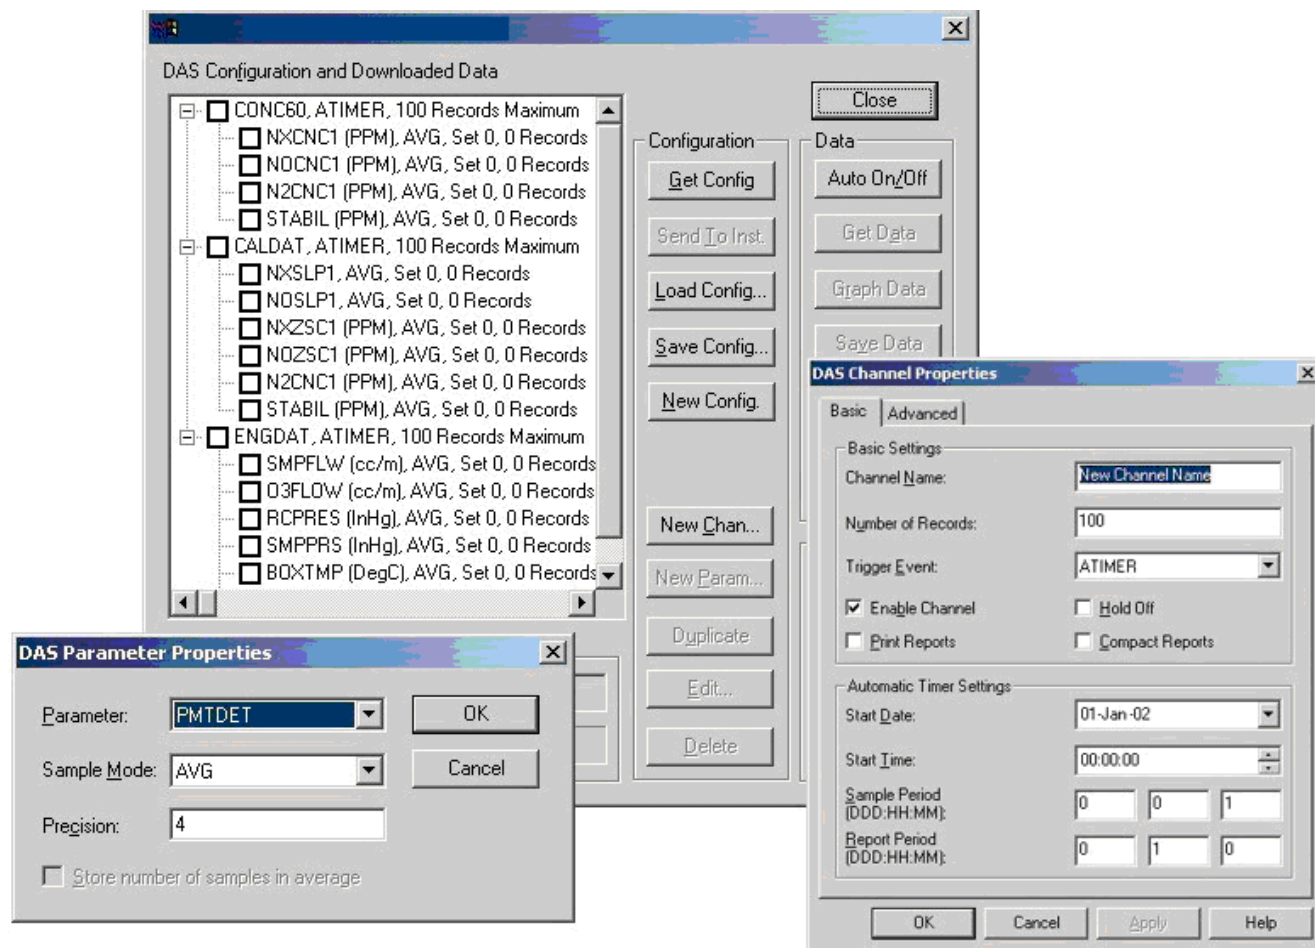 DAS Configuration and Downloaded Data
CONC60, ATIMER, 100 Records Maximum
NXCNC1 (PPM), AVG, Set 0, 0 Records
NOCNC1 (PPM), AVG, Set 0, 0 Records
N2CNC1 (PPM), AVG, Set 0, 0 Records
STABIL (PPM), AVG, Set 0, 0 Records
CALDAT, ATIMER, 100 Records Maximum
NXSLP1, AVG, Set 0, 0 Records
NOSLP1, AVG, Set 0, 0 Records
NXZSC1 (PPM), AVG, Set 0, 0 Records
NOZSC1 (PPM), AVG, Set 0, 0 Records
N2CNC1 (PPM), AVG, Set 0, 0 Records
STABIL (PPM), AVG, Set 0, 0 Records
ENGDAT, ATIMER, 100 Records Maximum
SMPFLW (cc/m), AVG, Set 0, 0 Records
O3FLOW (cc/m), AVG, Set 0, 0 Records
RCPRES (InHg), AVG, Set 0, 0 Records
SMPPRS (InHg), AVG, Set 0, 0 Records
BOXTMP (DegC), AVG, Set 0, 0 Records
Configuration
Get Config
Send To Inst.
Load Config...
Save Config...
New Config.
New Chan...
New Param...
Duplicate
Edit...
Delete
Close
Data
Auto On/Off
Get Data
Graph Data
Save Data
DAS Parameter Properties
Parameter: PMTDET OK
Sample Mode: AVG Cancel
Precision: 4
Store number of samples in average
DAS Channel Properties
Basic Advanced
Basic Settings
Channel Name: New Channel Name
Number of Records: 100
Trigger Event: ATIMER
Enable Channel Hold Off
Print Reports Compact Reports
Automatic Timer Settings
Start Date: 01-Jan-02
Start Time: 00:00:00
Sample Period
(DDD:HH:MM): 0 0 1
Report Period
(DDD:HH:MM): 0 1 0
OK Cancel Apply Help